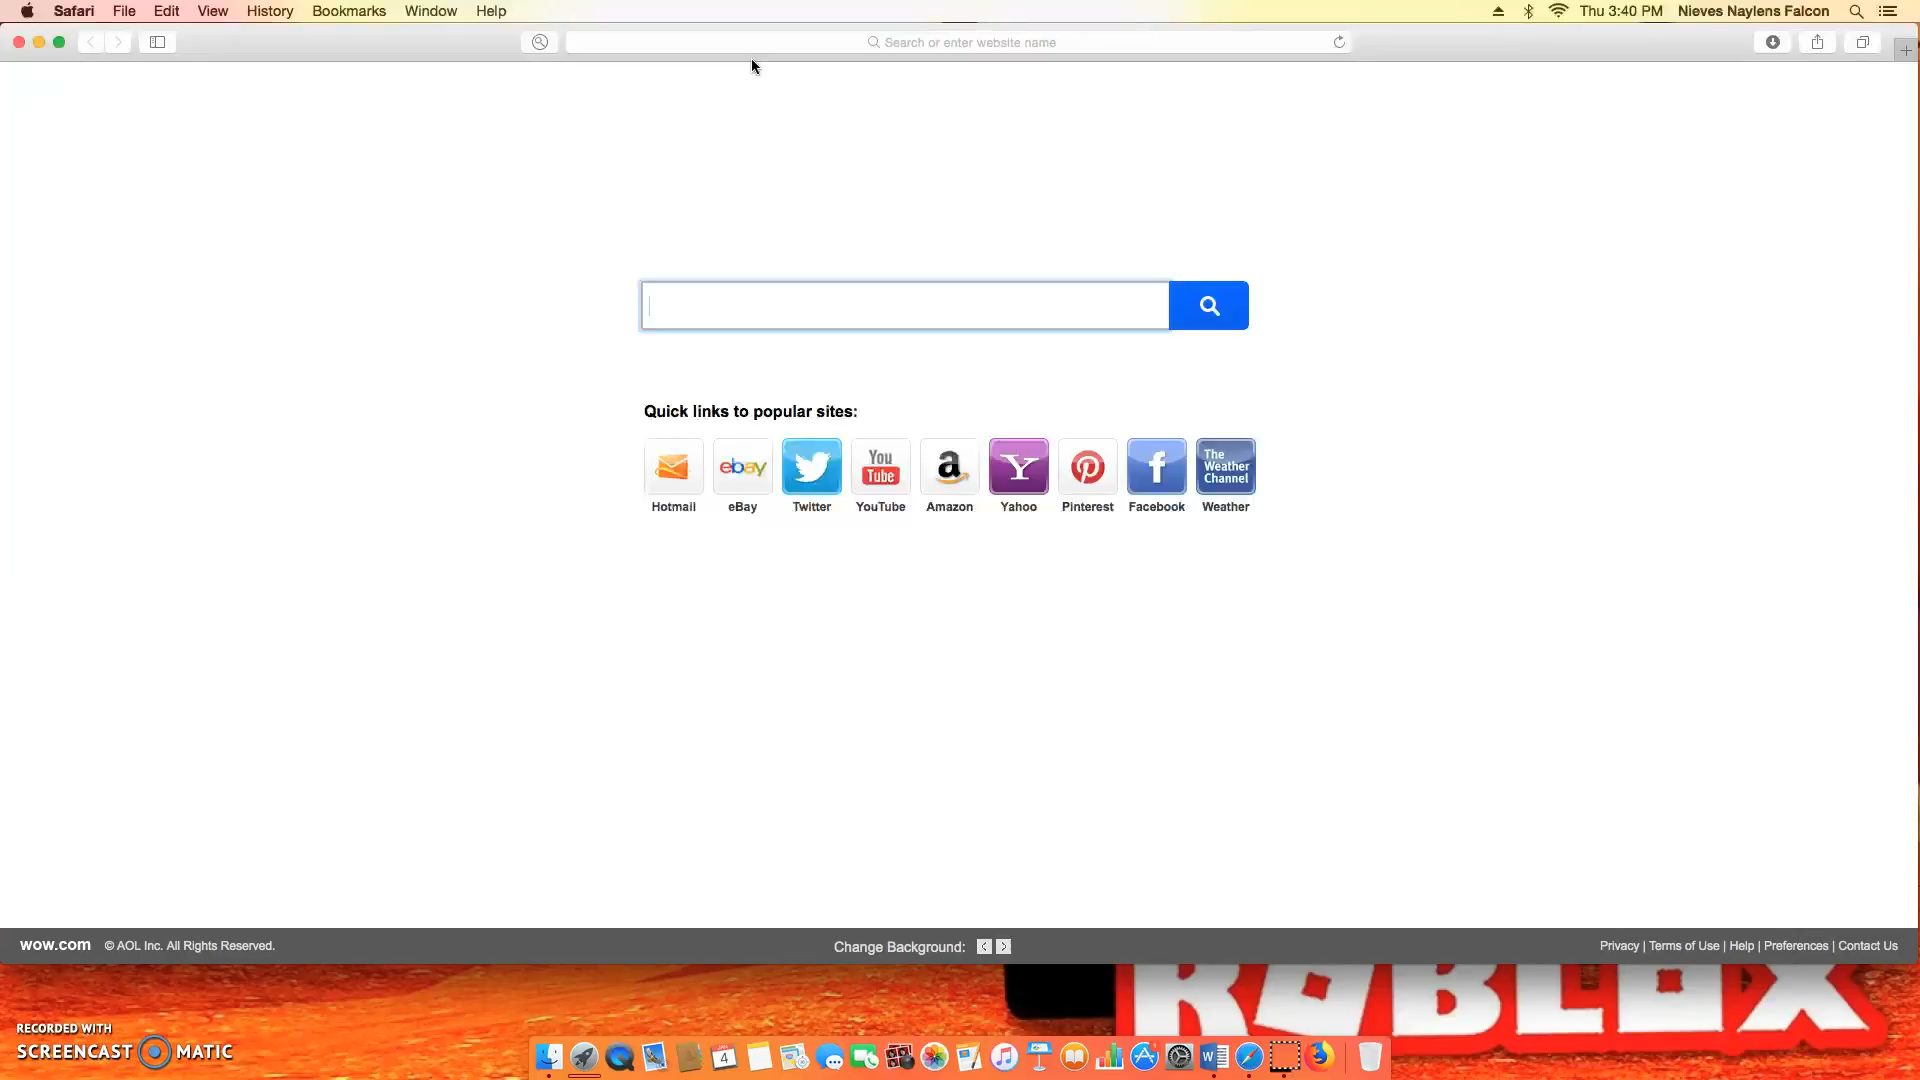 Safari File Edit View History Bookmarks Window Help Thu 3:40 PM Nieves Naylens Falcon
Search or enter website name
Quick links to popular sites:
ebay You Tube a Y f The Weather Channel
Hotmail eBay Twitter YouTube Amazon Yahoo Pinterest Facebook Weather
wow.com © AOL Inc. All Rights Reserved. Change Background: < > Privacy | Terms of Use | Help | Preferences | Contact Us
ROBLOX
RECORDED WITH
SCREENCAST MATIC
4